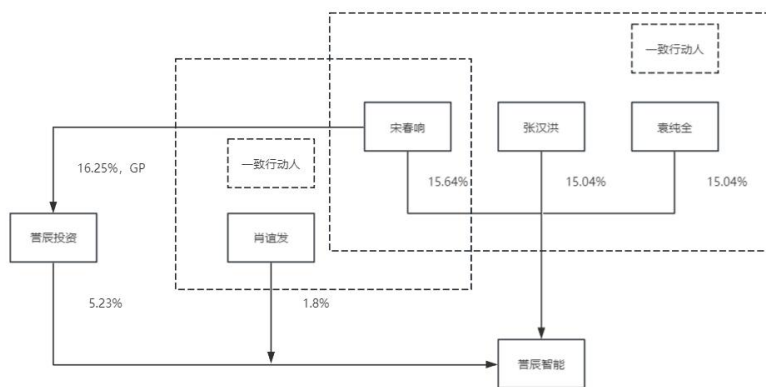 一致行动人
宋春响
张汉洪
袁纯全
16.25%，GP
一致行动人
15.64%
15.04%
15.04%
誉辰投资
肖谊发
5.23%
1.8%
誉辰智能